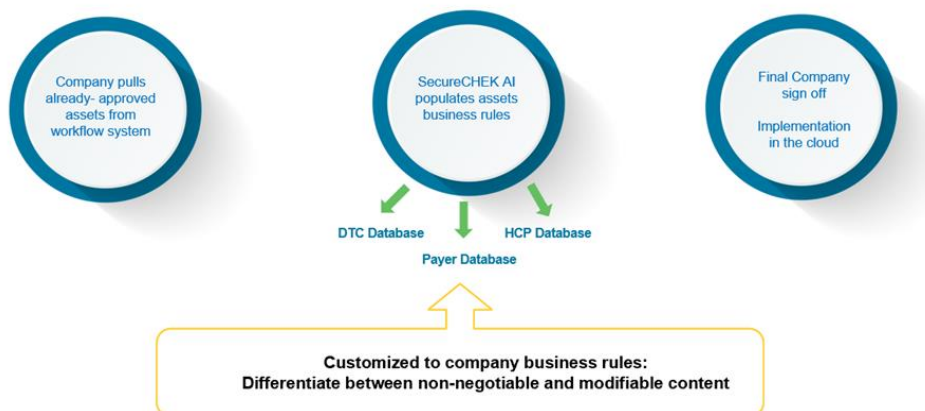 Company pulls
already- approved
assets from
workflow system
SecureCHEK AI
populates assets
business rules
Final Company
sign off
Implementation
in the cloud
DTC Database
HCP Database
Payer Database
Customized to company business rules:
Differentiate between non-negotiable and modifiable content